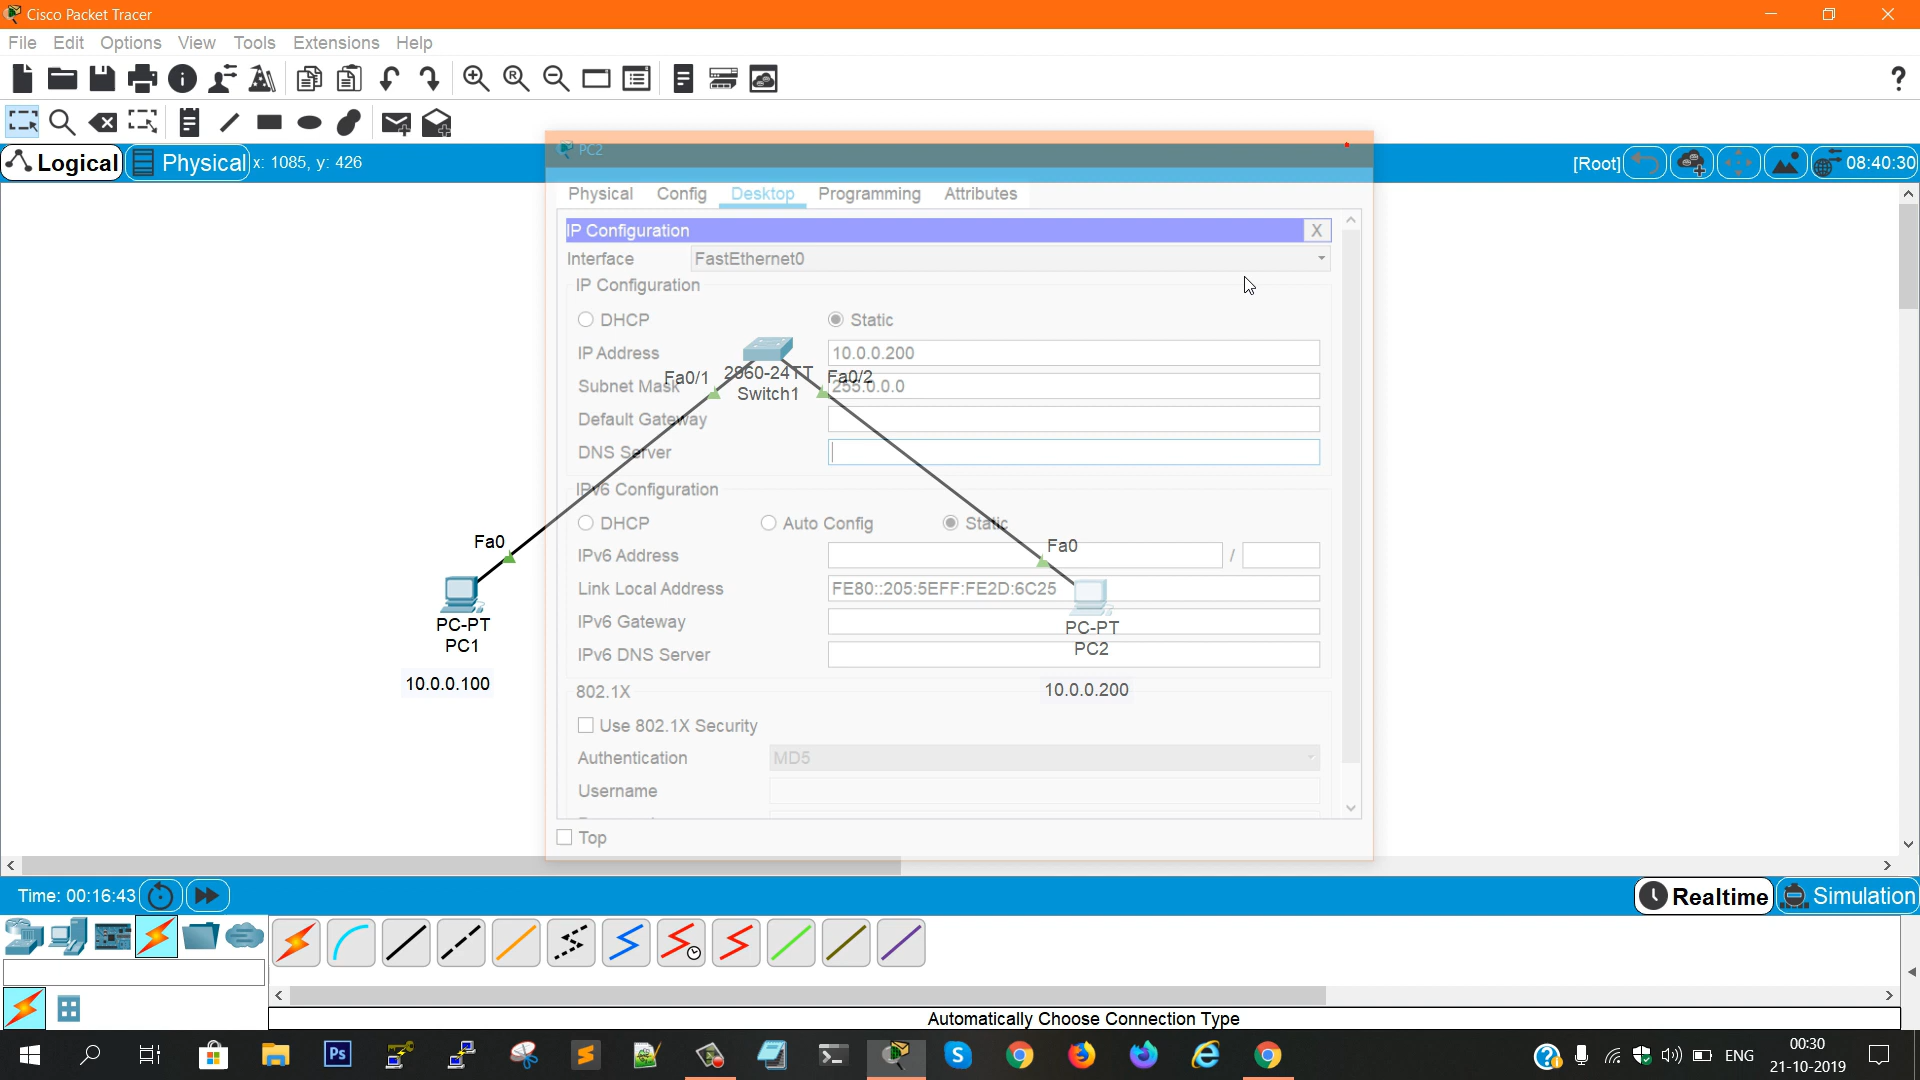 Cisco Packet Tracer
File Edit Options View Tools Extensions Help
Logical Physical x: 1085, y: 426 [Root] 08:40:30
PC2
Physical Config Desktop Programming Attributes
IP Configuration X
Interface FastEthernet0
IP Configuration
DHCP Static
IP Address 10.0.0.200
Subnet Mask 255.0.0.0
Default Gateway
DNS Server
IPv6 Configuration
DHCP Auto Config Static
IPv6 Address /
Link Local Address FE80::205:5EFF:FE2D:6C25
IPv6 Gateway
IPv6 DNS Server
802.1X
Use 802.1X Security
Authentication MD5
Username
Top
Fa0/1 2960-24TT Fa0/2
Switch1
Fa0
PC-PT
PC1
10.0.0.100
Fa0
PC-PT
PC2
10.0.0.200
Time: 00:16:43 Realtime Simulation
Automatically Choose Connection Type
Ps
ENG
00:30
21-10-2019